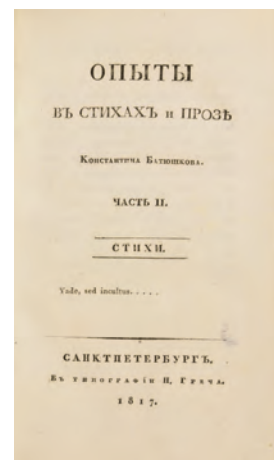 ОПЫТЫ
ВЪ СТИХАХЪ и ПРОЗѢ
Константина Батюшкова.
ЧАСТЬ II.
СТИХИ.
Vade, sed incultus. . . . .
САНКТПЕТЕРБУРГЪ.
Въ типографіи Н. Греча.
1817.